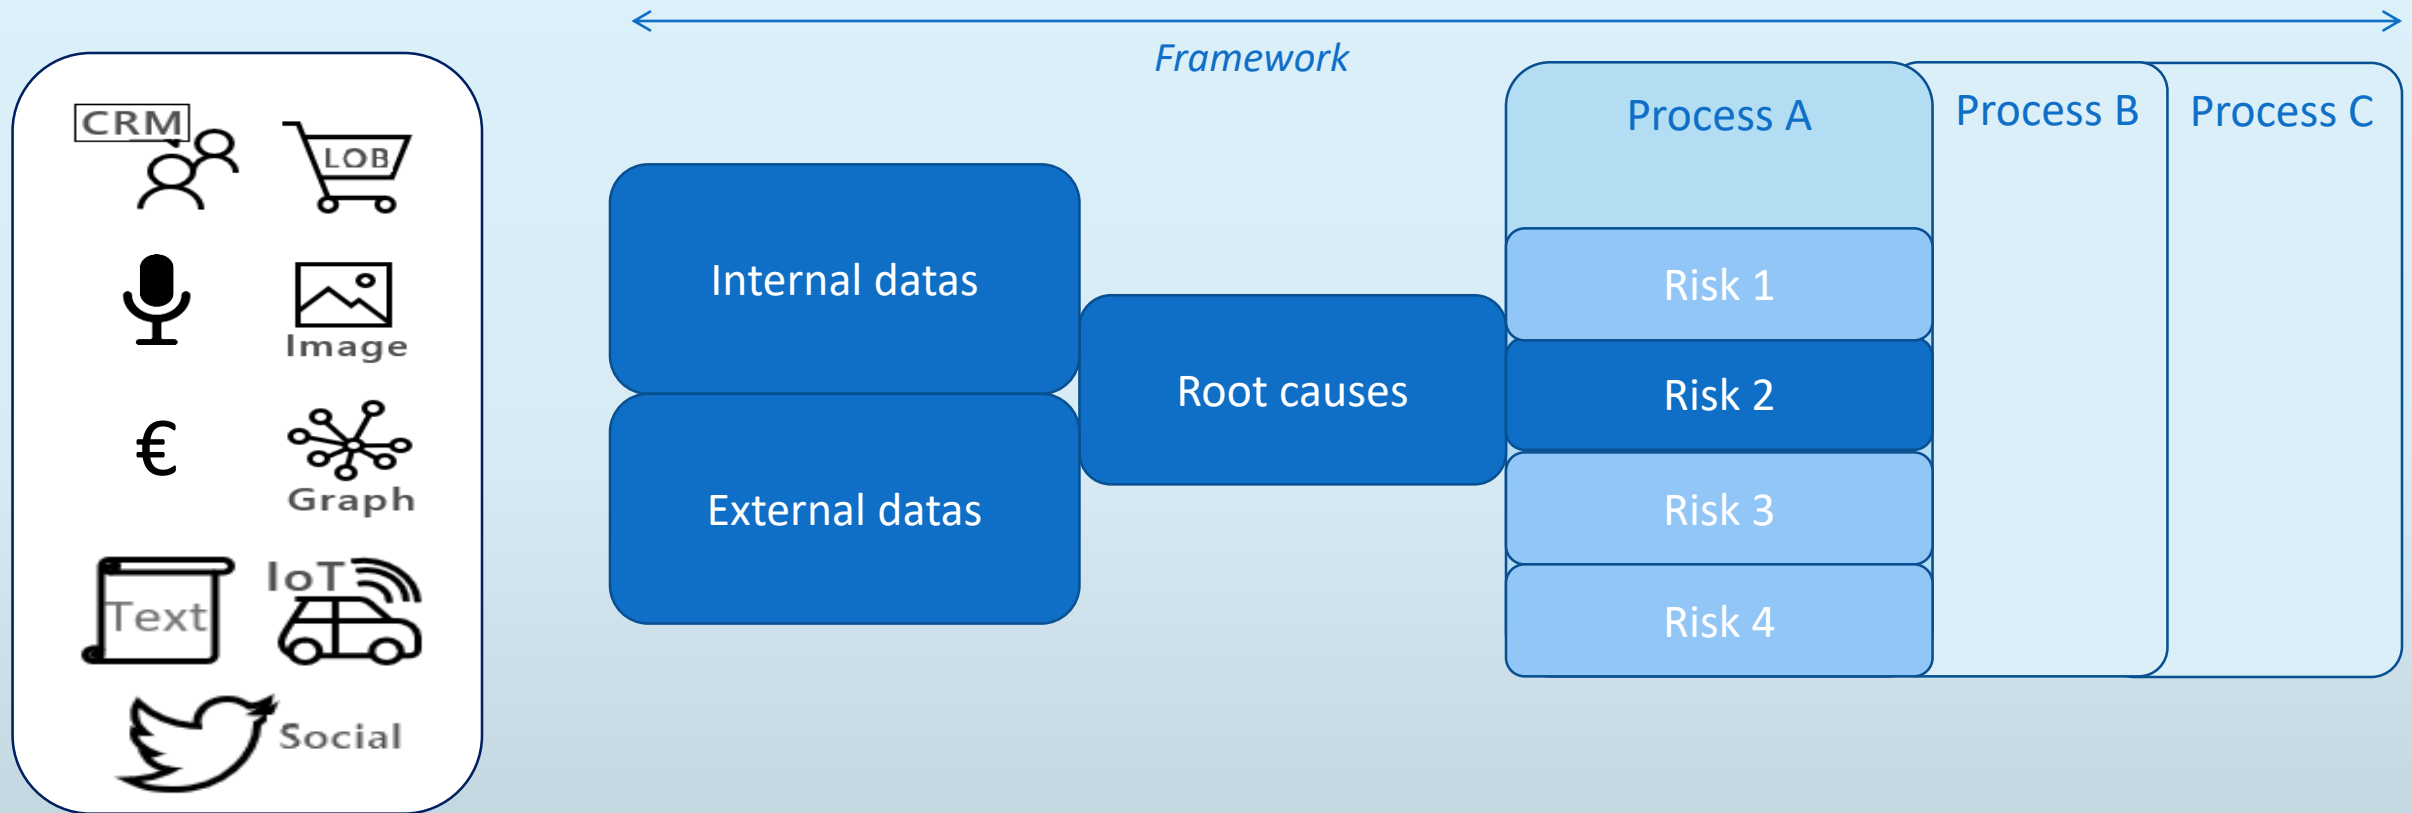 Framework
CRM
LOB
Image
€
Graph
Text
IoT
Social
Internal datas
External datas
Root causes
Process A
Process B
Process C
Risk 1
Risk 2
Risk 3
Risk 4